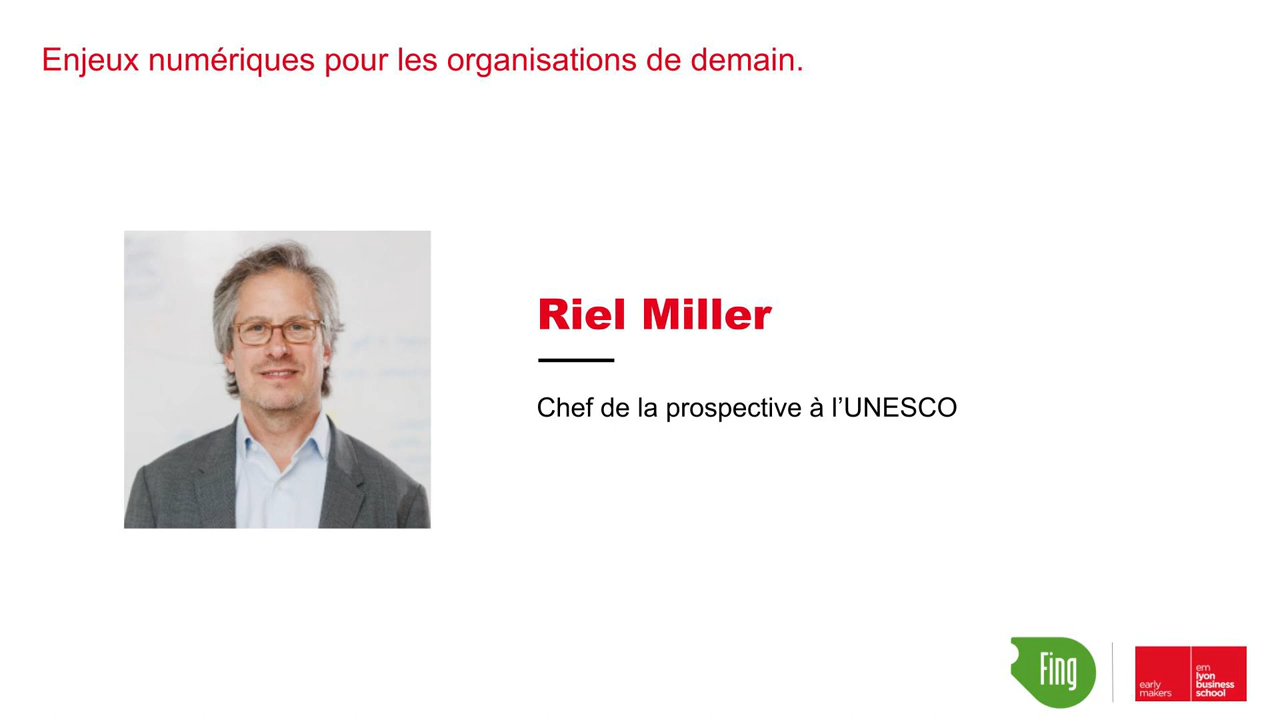 Enjeux numériques pour les organisations de demain.
Riel Miller
Chef de la prospective à l’UNESCO
Fing
early
makers
em
lyon
business
school